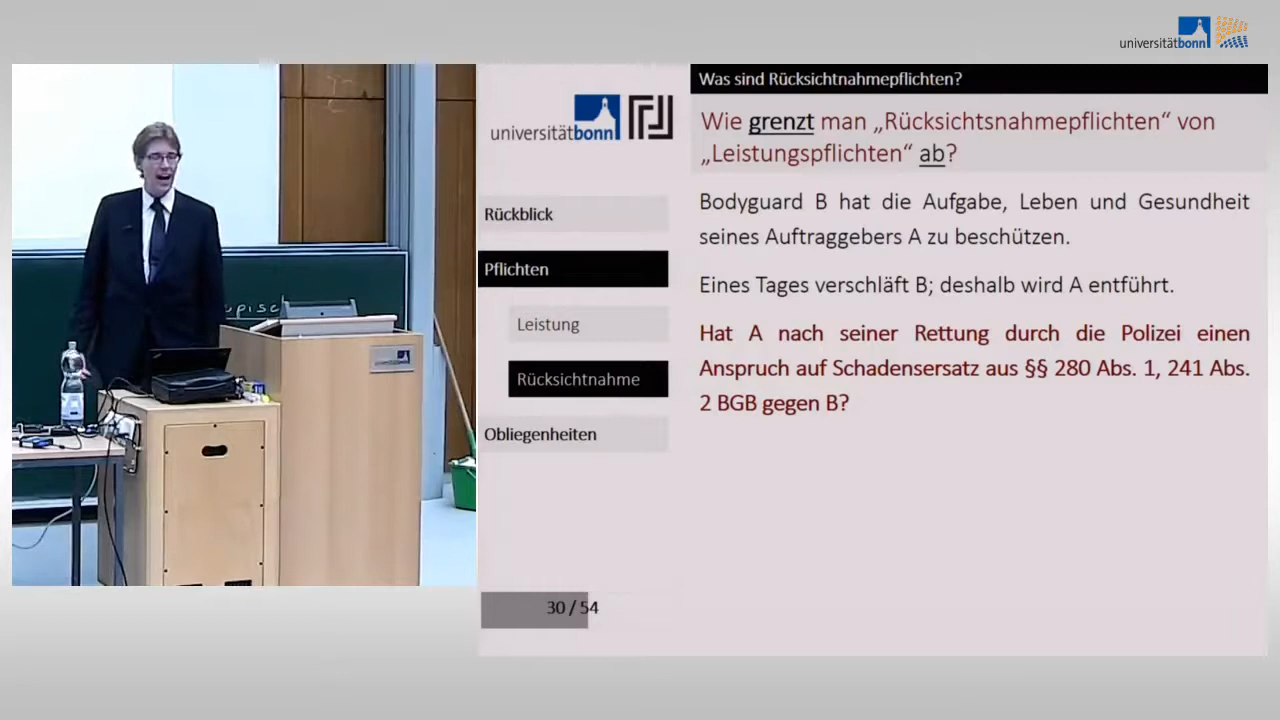 universitätbonn
Was sind Rücksichtnahmepflichten?
universitätbonn
Wie grenzt man „Rücksichtsnahmepflichten“ von
„Leistungspflichten“ ab?
Rückblick
Pflichten
Leistung
Rücksichtnahme
Obliegenheiten
Bodyguard B hat die Aufgabe, Leben und Gesundheit
seines Auftraggebers A zu beschützen.
Eines Tages verschläft B; deshalb wird A entführt.
Hat A nach seiner Rettung durch die Polizei einen
Anspruch auf Schadensersatz aus §§ 280 Abs. 1, 241 Abs.
2 BGB gegen B?
30 / 54